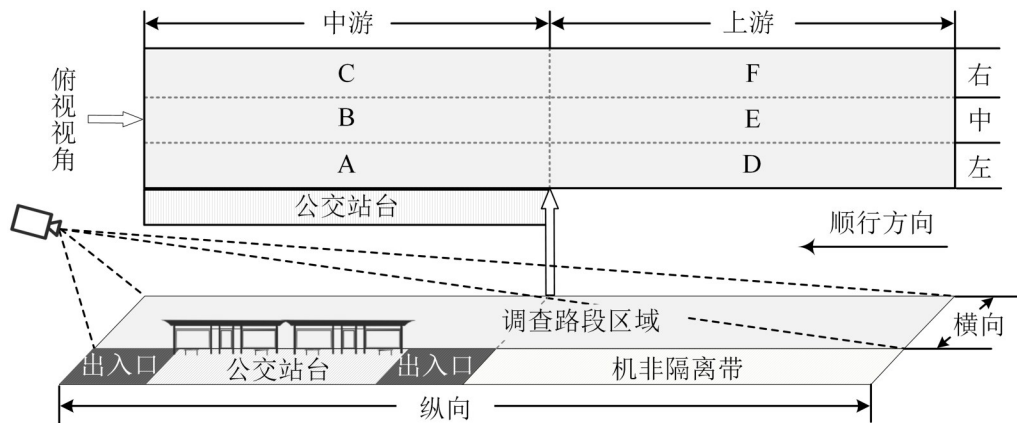 中游 上游
C F 右
俯视视角 B E 中
A D 左
公交站台
顺行方向
调查路段区域 横向
出入口 公交站台 出入口 机非隔离带
纵向